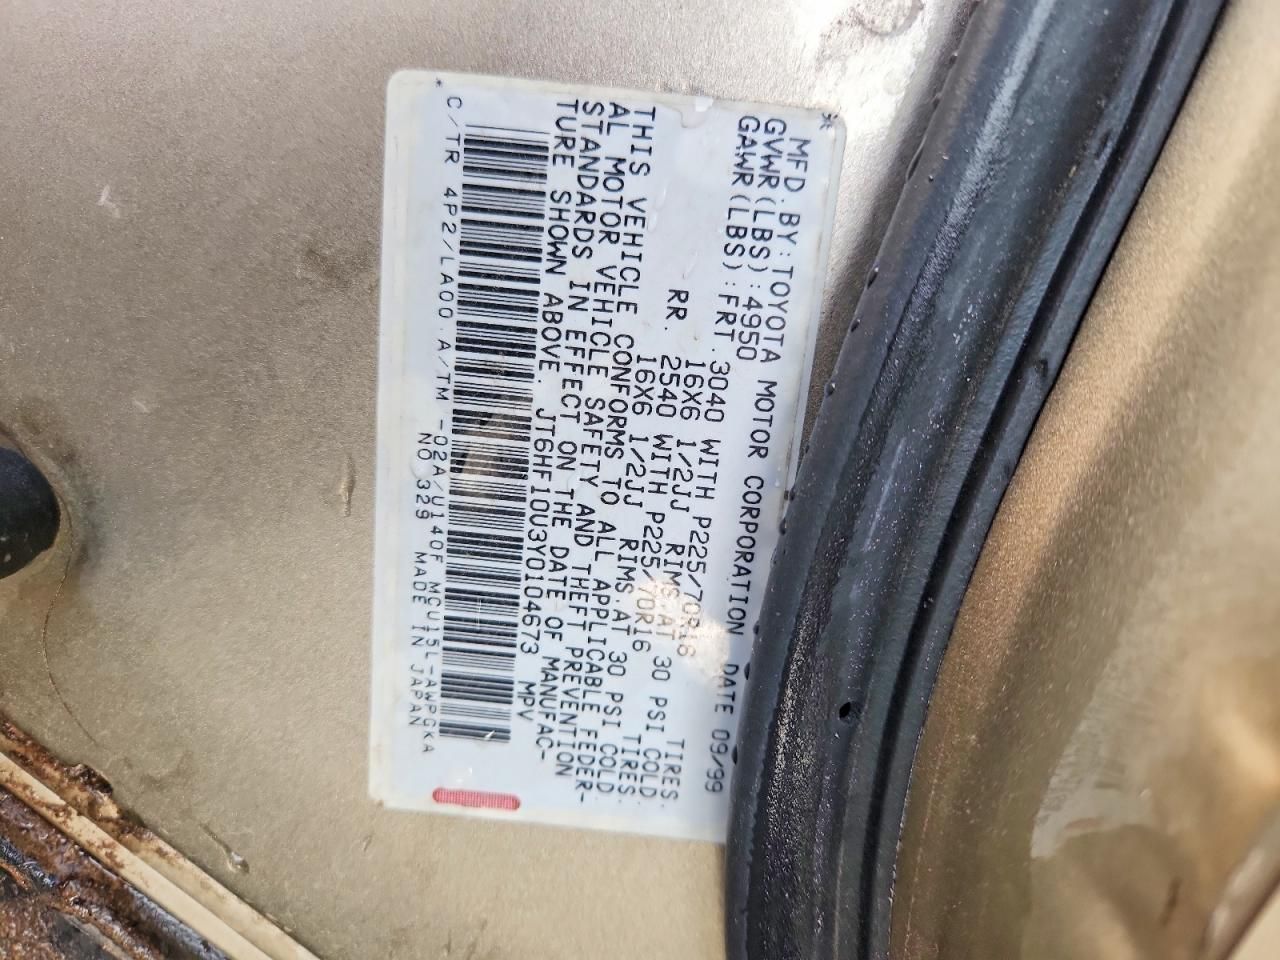 * *
MFD.BY:TOYOTA MOTOR CORPORATION DATE 09/99
GVWR(LBS):4950
GAWR(LBS):FRT.3040 WITH P225/70R16 TIRES:
16X6 1/2JJ RIMS.AT 30 PSI COLD.
RR. 2540 WITH P225/70R16 TIRES:
16X6 1/2JJ RIMS.AT 30 PSI COLD.
THIS VEHICLE CONFORMS TO ALL APPLICABLE FEDER-
AL MOTOR VEHICLE SAFETY AND THEFT PREVENTION
STANDARDS IN EFFECT ON THE DATE OF MANUFAC-
TURE SHOWN ABOVE. JT6HF10U3Y0104673 MPV
C/TR 4P2/LA00.A/TM -02A/U140F MCU15L-AWPGKA
NO.329 MADE IN JAPAN